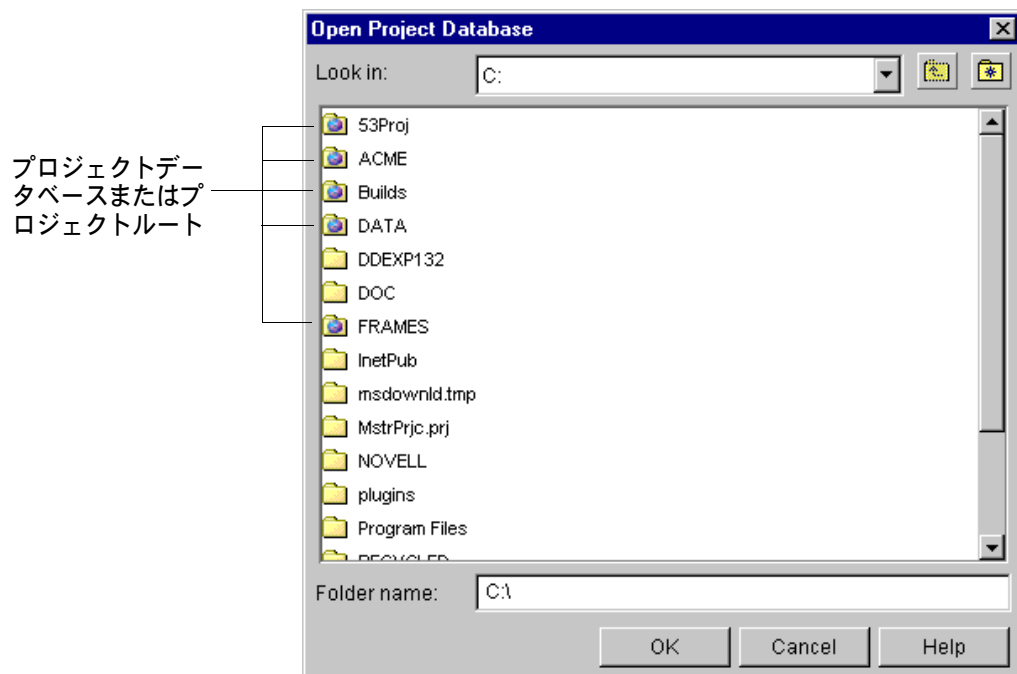 Open Project Database
Look in:
C:
プロジェクトデー
タベースまたはプ
ロジェクトルート
53Proj
ACME
Builds
DATA
DDEXP132
DOC
FRAMES
InetPub
msdownld.tmp
MstrPrjc.prj
NOVELL
plugins
Program Files
Folder name:
C:\
OK
Cancel
Help